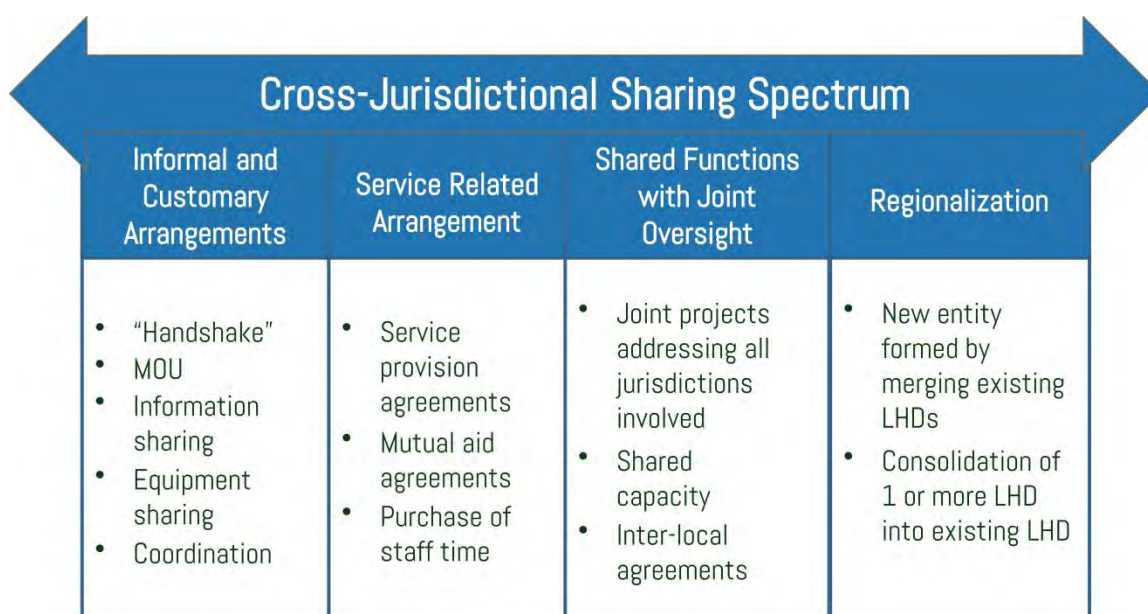 Cross-Jurisdictional Sharing Spectrum
Informal and
Customary
Arrangements
Service Related
Arrangement
Shared Functions
with Joint
Oversight
Regionalization
• “Handshake”
• MOU
• Information
sharing
• Equipment
sharing
• Coordination
• Service
provision
agreements
• Mutual aid
agreements
• Purchase of
staff time
• Joint projects
addressing all
jurisdictions
involved
• Shared
capacity
• Inter-local
agreements
• New entity
formed by
merging existing
LHDs
• Consolidation of
1 or more LHD
into existing LHD